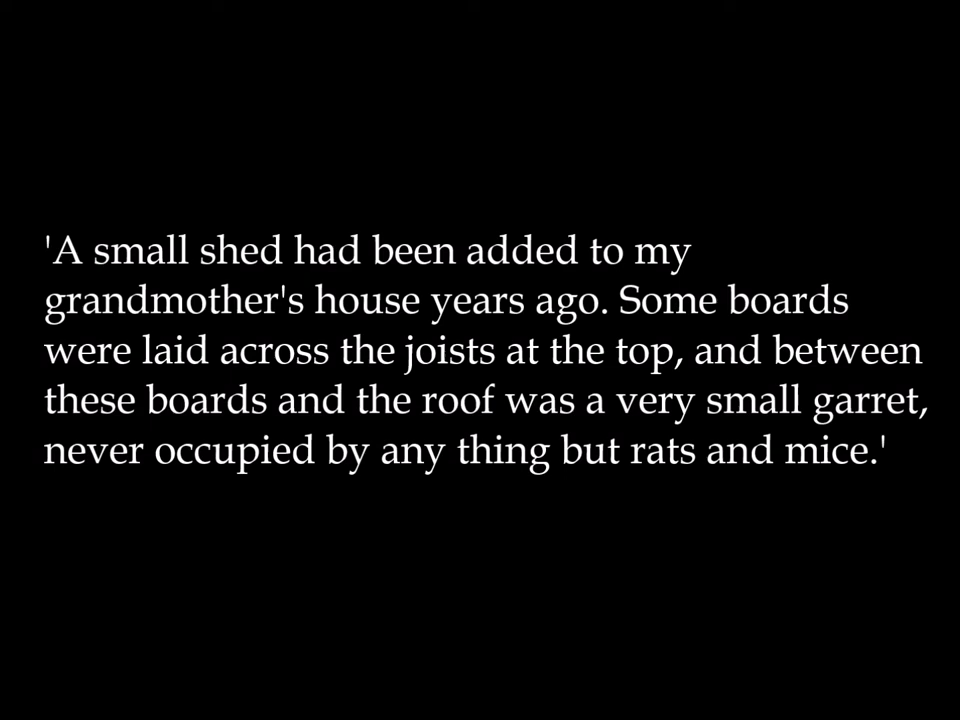 'A small shed had been added to my
grandmother's house years ago. Some boards
were laid across the joists at the top, and between
these boards and the roof was a very small garret,
never occupied by any thing but rats and mice.'